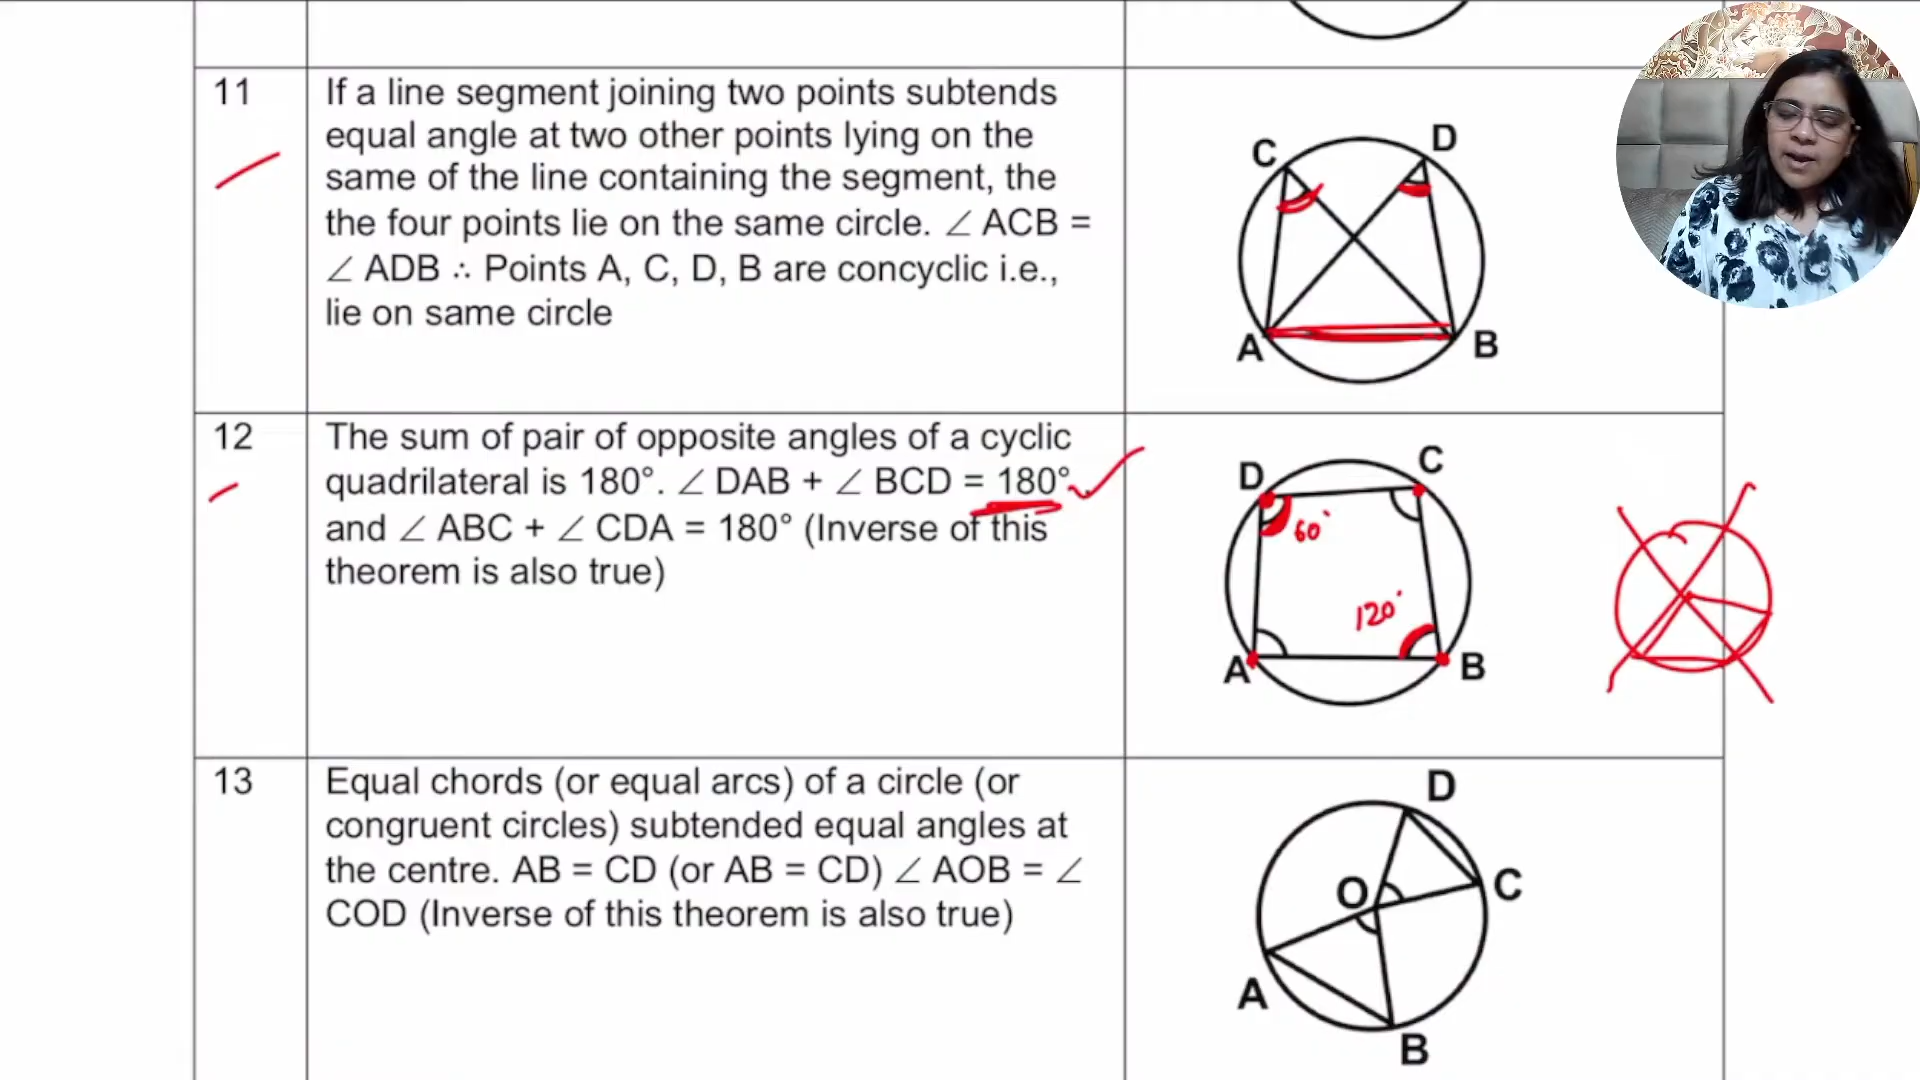 11
If a line segment joining two points subtends
equal angle at two other points lying on the
same of the line containing the segment, the
the four points lie on the same circle. ∠ ACB =
∠ ADB ∴ Points A, C, D, B are concyclic i.e.,
lie on same circle
C
D
A
B
12
The sum of pair of opposite angles of a cyclic
quadrilateral is 180°. ∠ DAB + ∠ BCD = 180°
and ∠ ABC + ∠ CDA = 180° (Inverse of this
theorem is also true)
D
C
60°
120°
A
B
13
Equal chords (or equal arcs) of a circle (or
congruent circles) subtended equal angles at
the centre. AB = CD (or AB = CD) ∠ AOB = ∠
COD (Inverse of this theorem is also true)
D
O
C
A
B